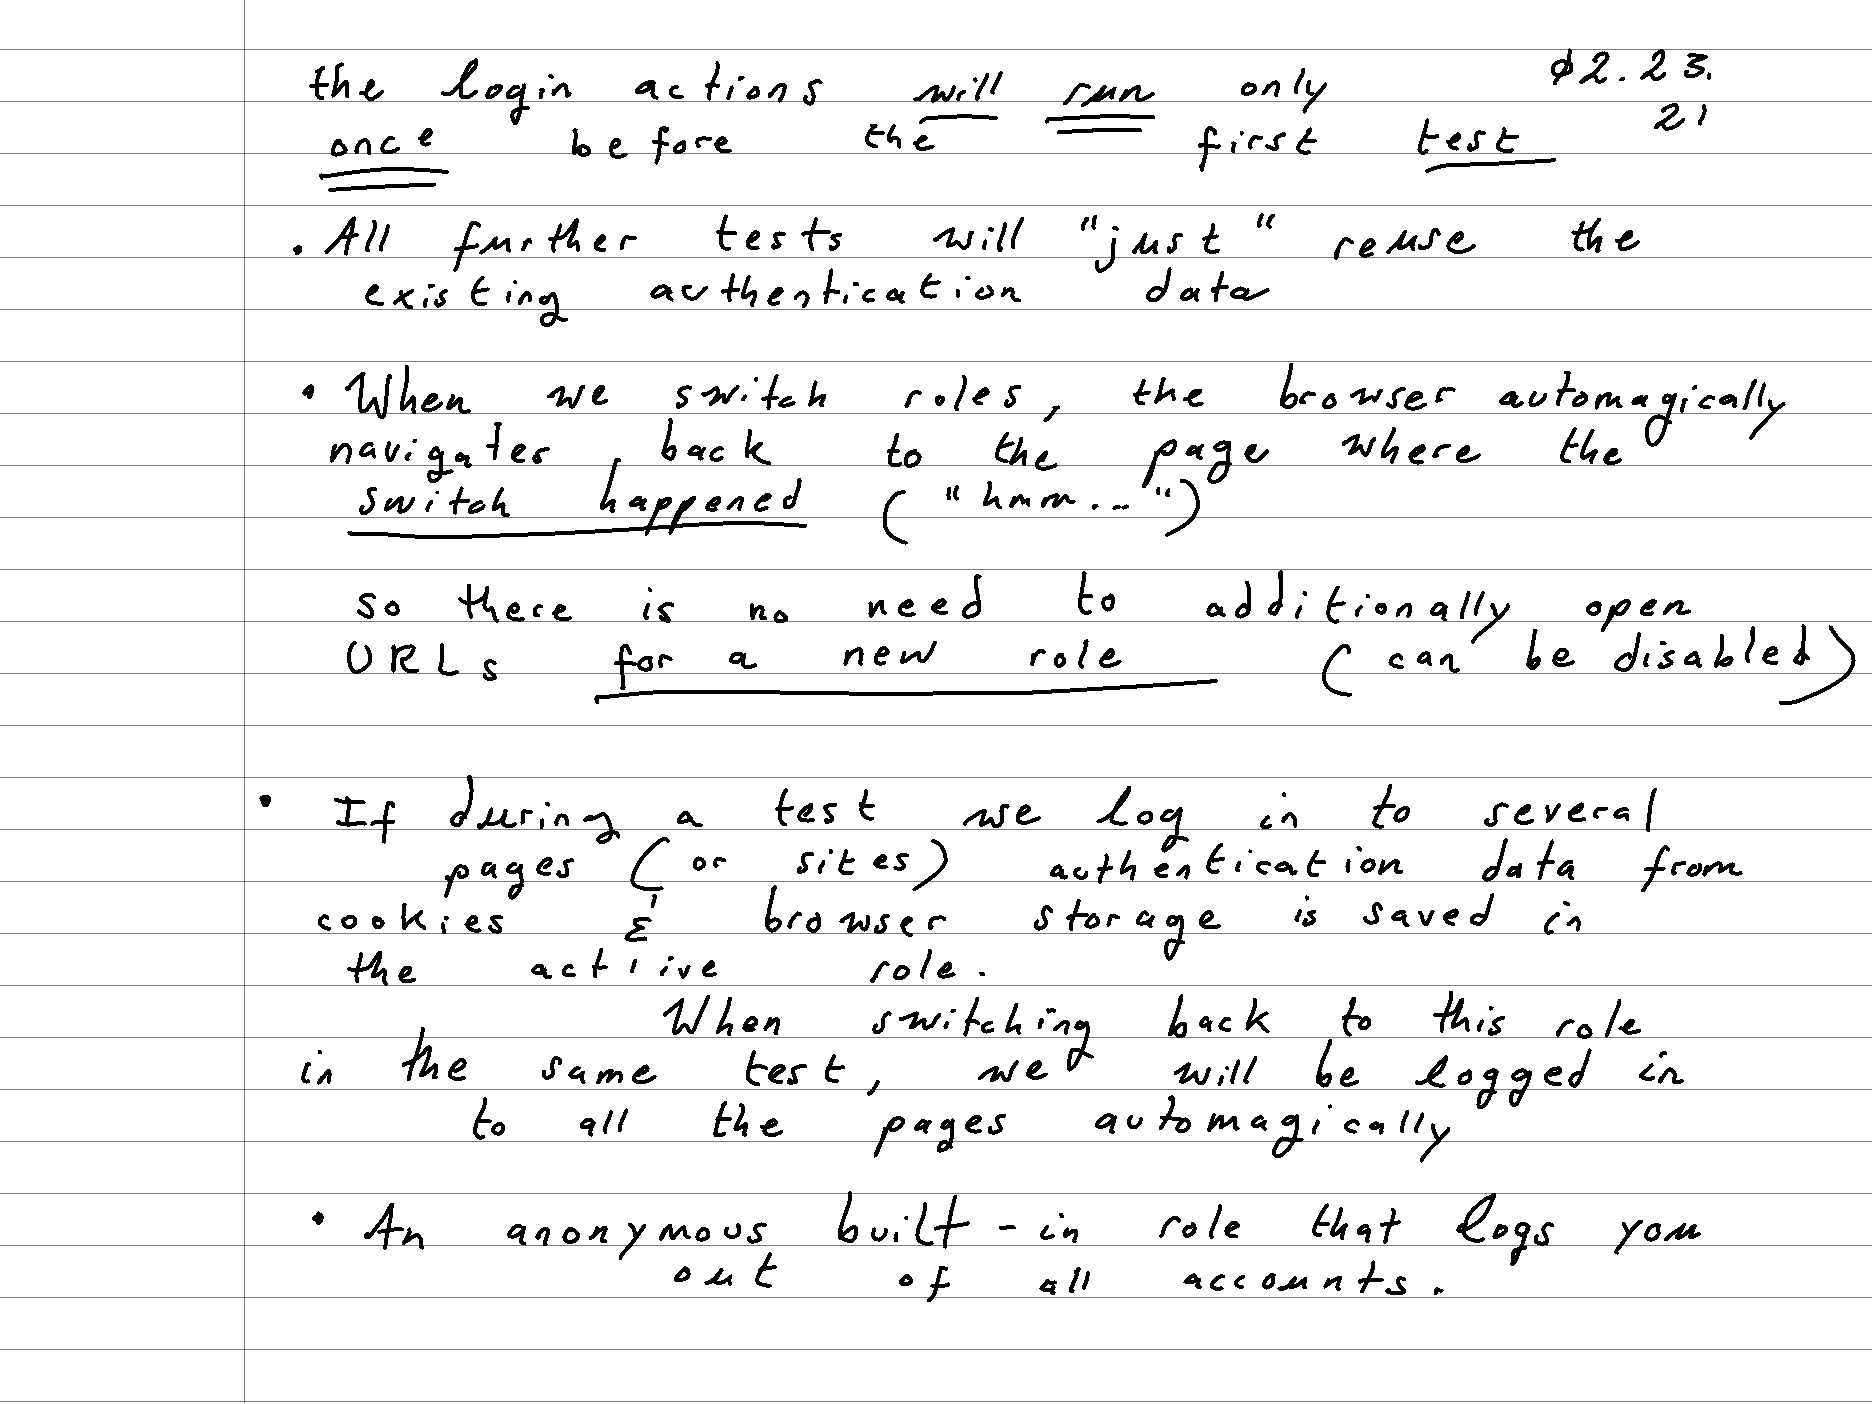 the login actions will run only ø2.23.
21
once before the first test
. All further tests will "just" reuse the
existing authentication data
• When we switch roles, the browser automagically
navigates back to the page where the
switch happened ("hmm...")
so there is no need to additionally open
URLs for a new role (can be disabled)
• If during a test we log in to several
pages (or sites) authentication data from
cookies & browser storage is saved in
the act i ive role.
When switching back to this role
in the same test, we will be logged in
to all the pages automagically
• An anonymous built-in role that logs you
out of all accounts.